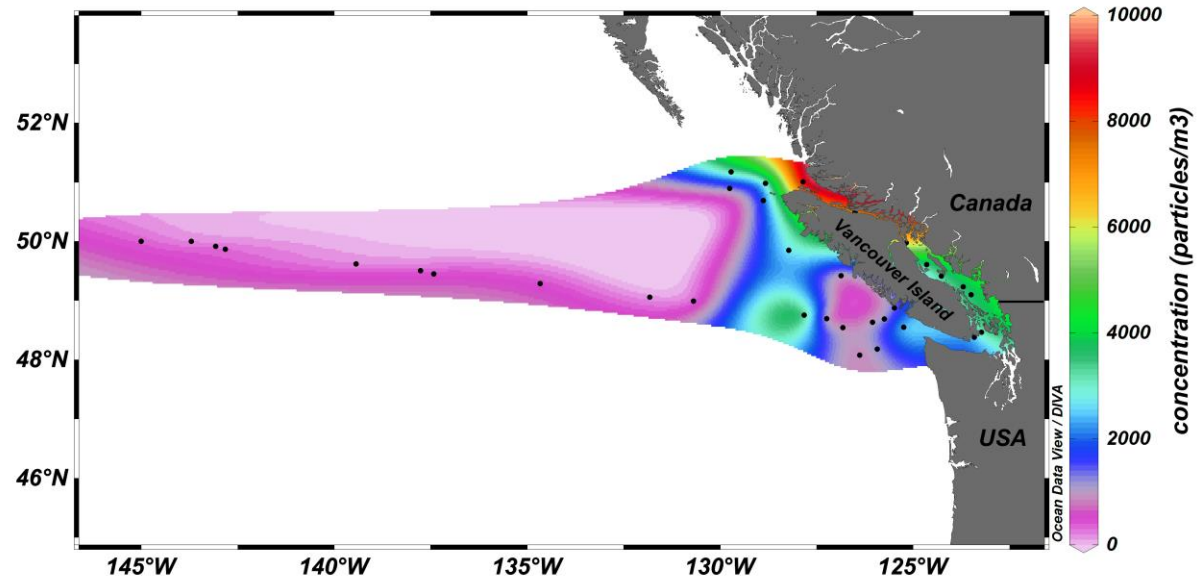 52°N
50°N
48°N
46°N
145°W
140°W
135°W
130°W
125°W
Canada
Vancouver Island
USA
Ocean Data View / DIVA
10000
8000
6000
4000
2000
0
concentration (particles/m3)